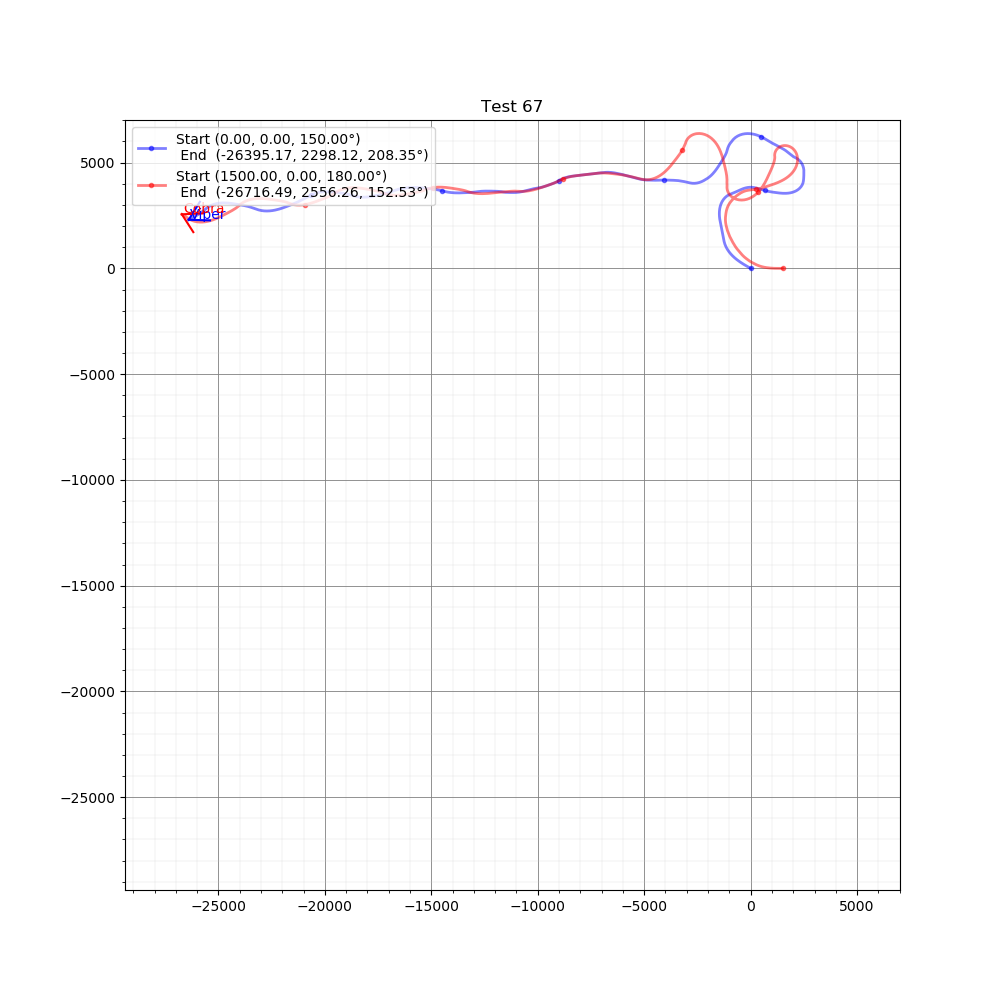 Test 67
Start (0.00, 0.00, 150.00°)
End (-26395.17, 2298.12, 208.35°)
Start (1500.00, 0.00, 180.00°)
End (-26716.49, 2556.26, 152.53°)
Cobra
Viper
5000
0
−5000
−10000
−15000
−20000
−25000
−25000
−20000
−15000
−10000
−5000
0
5000